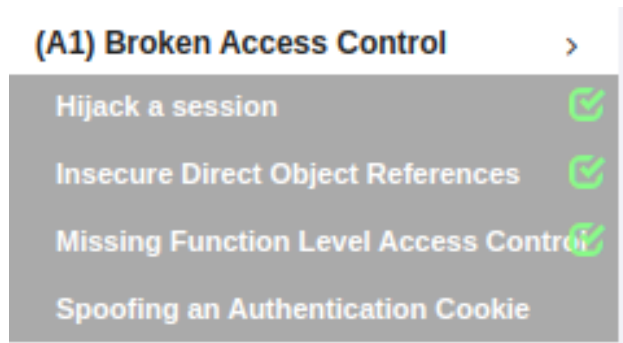 (A1) Broken Access Control
Hijack a session
Insecure Direct Object References
Missing Function Level Access Control
Spoofing an Authentication Cookie